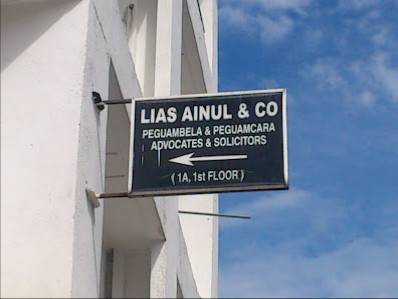 LIAS AINUL & CO
PEGUAMBELA & PEGUAMCARA
ADVOCATES & SOLICITORS
( 1A, 1st FLOOR )